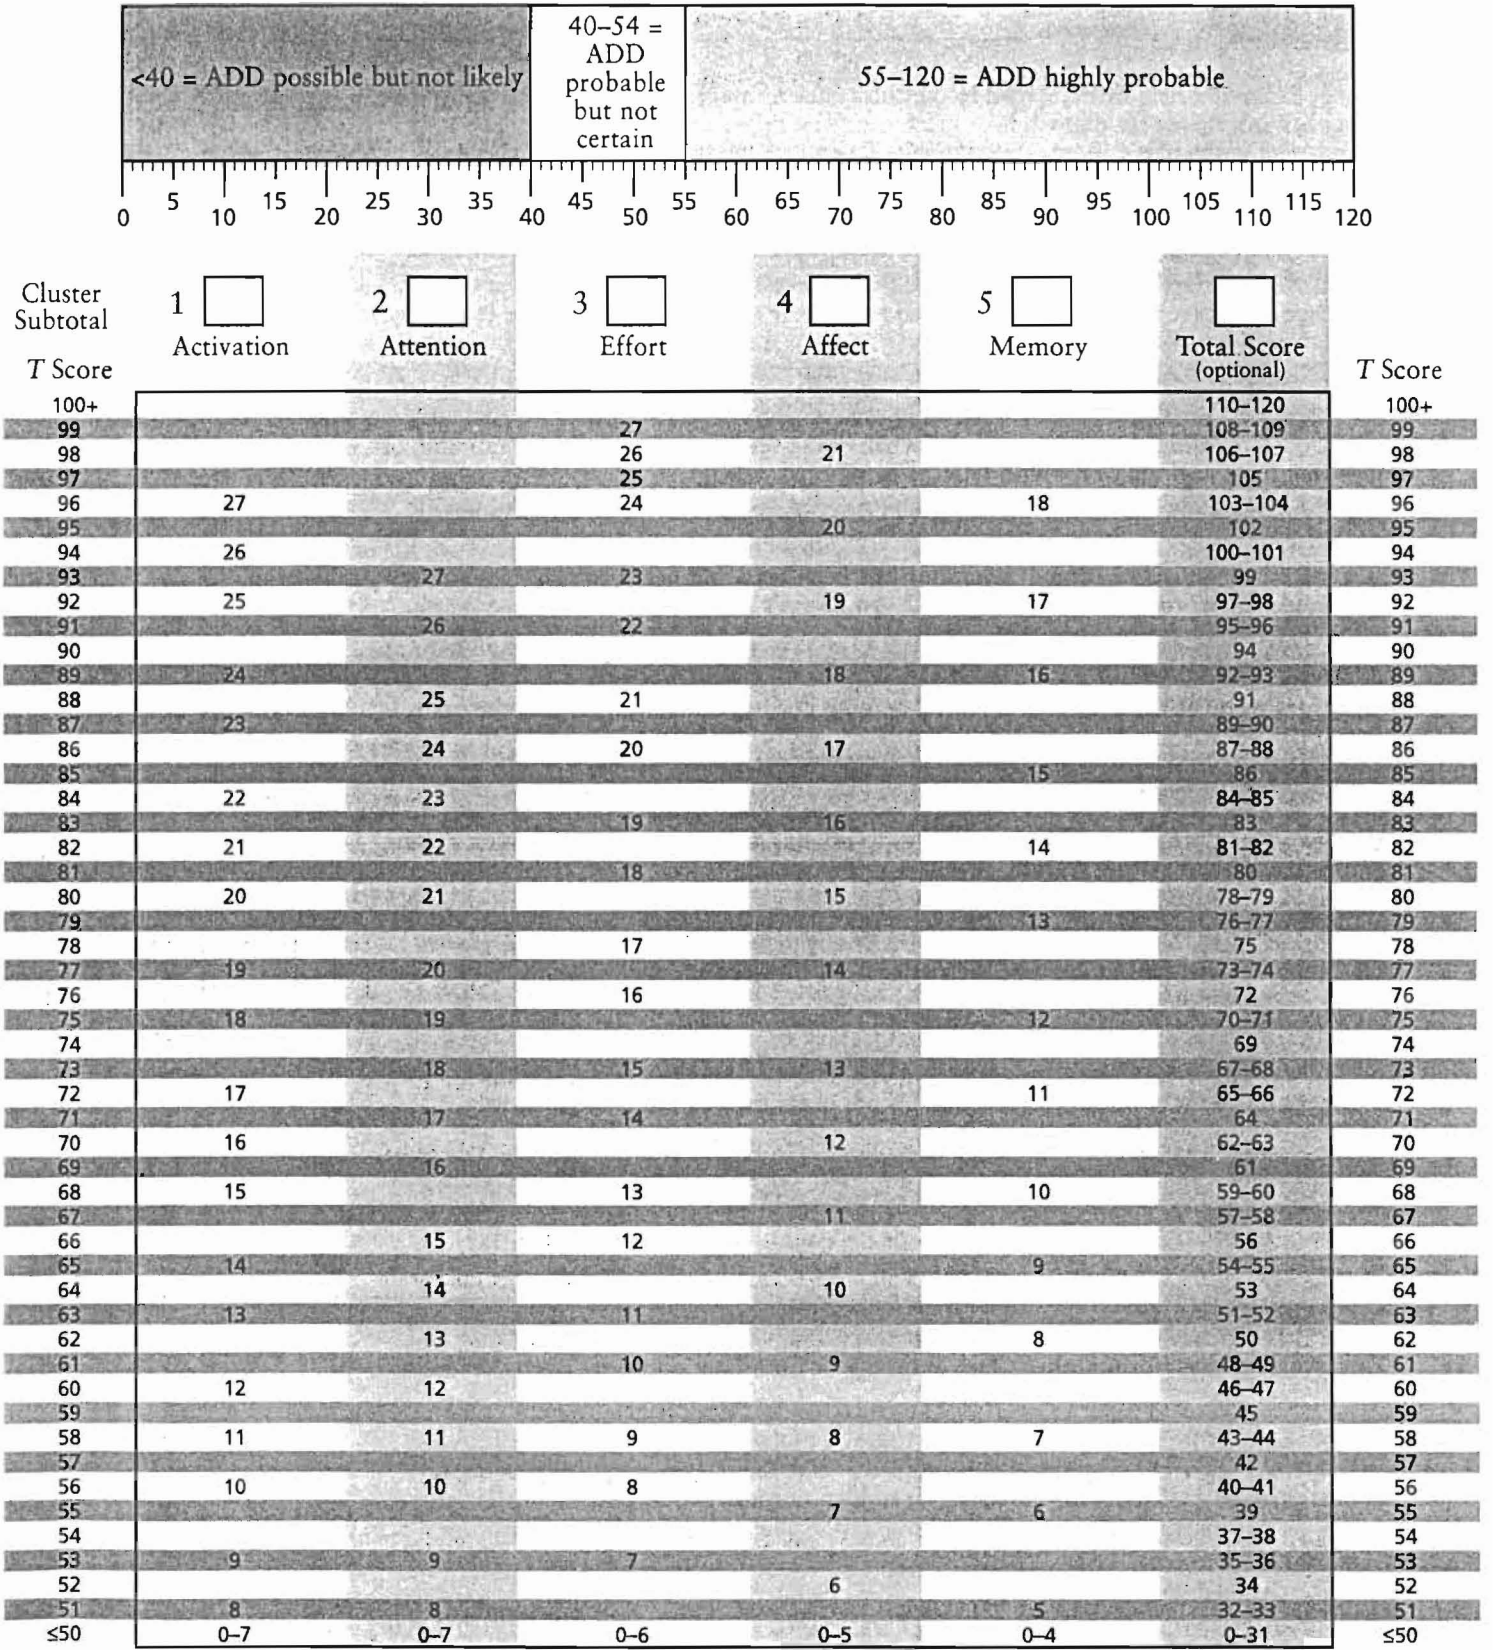 <40 = ADD possible but not likely
40–54 =
ADD
probable
but not
certain
55–120 = ADD highly probable
0 5 10 15 20 25 30 35 40 45 50 55 60 65 70 75 80 85 90 95 100 105 110 115 120
Cluster
Subtotal
1 2 3 4 5
Activation Attention Effort Affect Memory Total Score
(optional)
T Score T Score
100+ 110–120 100+
99 27 108–109 99
98 26 21 106–107 98
97 25 105 97
96 27 24 18 103–104 96
95 20 102 95
94 26 100–101 94
93 27 23 99 93
92 25 19 17 97–98 92
91 26 22 95–96 91
90 94 90
89 24 18 16 92–93 89
88 25 21 91 88
87 23 89–90 87
86 24 20 17 87–88 86
85 15 86 85
84 22 23 84–85 84
83 19 16 83 83
82 21 22 14 81–82 82
81 18 80 81
80 20 21 15 78–79 80
79 13 76–77 79
78 17 75 78
77 19 20 14 73–74 77
76 16 72 76
75 18 19 12 70–71 75
74 69 74
73 18 15 13 67–68 73
72 17 11 65–66 72
71 17 14 64 71
70 16 12 62–63 70
69 16 61 69
68 15 13 10 59–60 68
67 11 57–58 67
66 15 12 56 66
65 14 9 54–55 65
64 14 10 53 64
63 13 11 51–52 63
62 13 8 50 62
61 10 9 48–49 61
60 12 12 46–47 60
59 45 59
58 11 11 9 8 7 43–44 58
57 42 57
56 10 10 8 40–41 56
55 7 6 39 55
54 37–38 54
53 9 9 7 35–36 53
52 6 34 52
51 8 8 5 32–33 51
≤50 0–7 0–7 0–6 0–5 0–4 0–31 ≤50